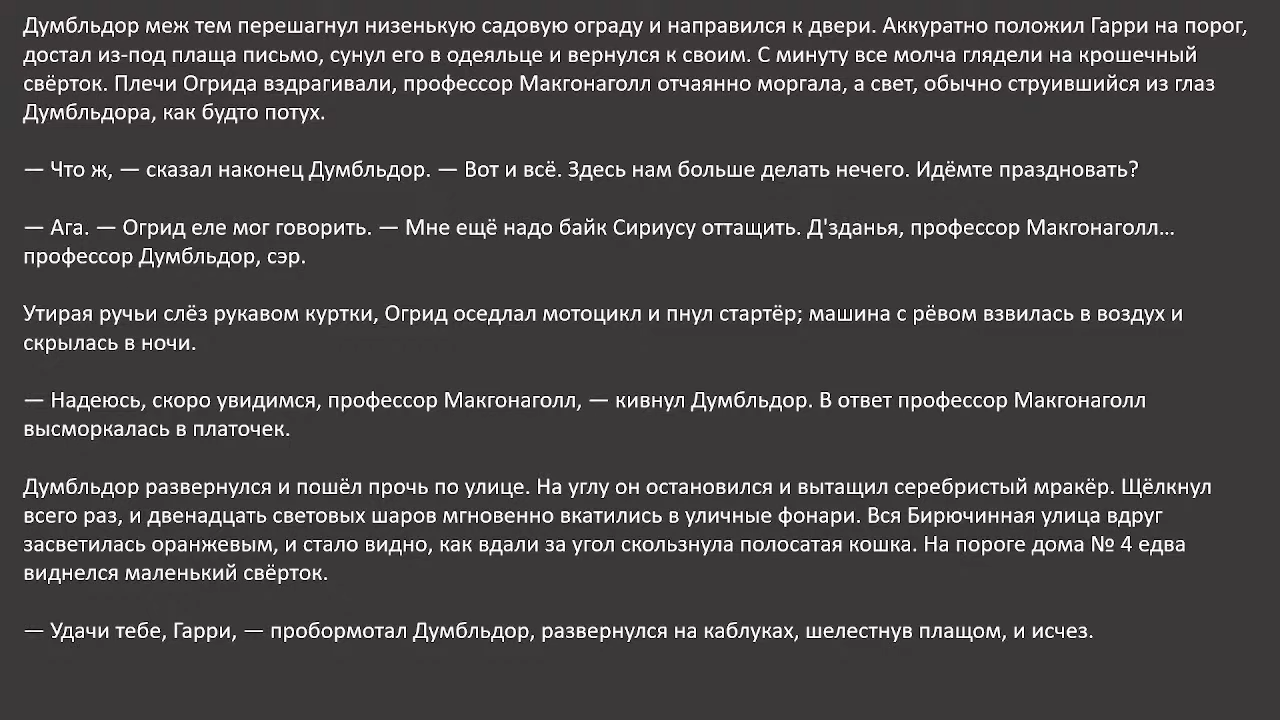 Думбльдор меж тем перешагнул низенькую садовую ограду и направился к двери. Аккуратно положил Гарри на порог,
достал из-под плаща письмо, сунул его в одеяльце и вернулся к своим. С минуту все молча глядели на крошечный
свёрток. Плечи Огрида вздрагивали, профессор Макгонаголл отчаянно моргала, а свет, обычно струившийся из глаз
Думбльдора, как будто потух.
— Что ж, — сказал наконец Думбльдор. — Вот и всё. Здесь нам больше делать нечего. Идёмте праздновать?
— Ага. — Огрид еле мог говорить. — Мне ещё надо байк Сириусу оттащить. Д'зданья, профессор Макгонаголл…
профессор Думбльдор, сэр.
Утирая ручьи слёз рукавом куртки, Огрид оседлал мотоцикл и пнул стартёр; машина с рёвом взвилась в воздух и
скрылась в ночи.
— Надеюсь, скоро увидимся, профессор Макгонаголл, — кивнул Думбльдор. В ответ профессор Макгонаголл
высморкалась в платочек.
Думбльдор развернулся и пошёл прочь по улице. На углу он остановился и вытащил серебристый мракёр. Щёлкнул
всего раз, и двенадцать световых шаров мгновенно вкатились в уличные фонари. Вся Бирючинная улица вдруг
засветилась оранжевым, и стало видно, как вдали за угол скользнула полосатая кошка. На пороге дома № 4 едва
виднелся маленький свёрток.
— Удачи тебе, Гарри, — пробормотал Думбльдор, развернулся на каблуках, шелестнув плащом, и исчез.